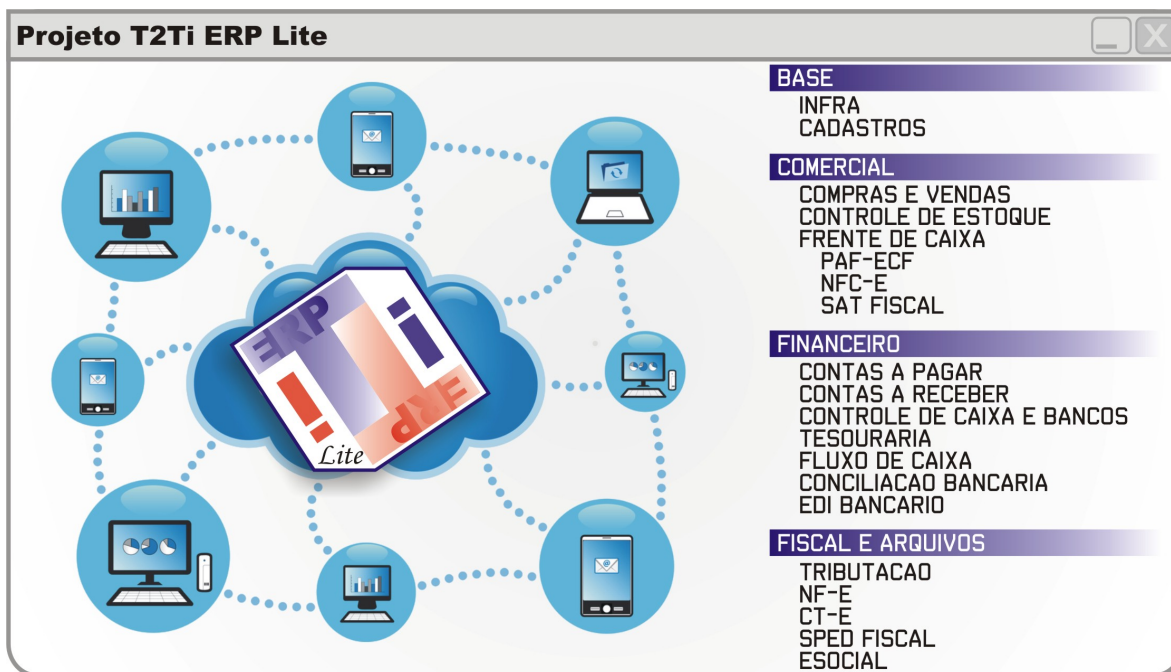 Projeto T2Ti ERP Lite
X
BASE
INFRA
CADASTROS
COMERCIAL
COMPRAS E VENDAS
CONTROLE DE ESTOQUE
FRENTE DE CAIXA
PAF-ECF
NFC-E
SAT FISCAL
FINANCEIRO
CONTAS A PAGAR
CONTAS A RECEBER
CONTROLE DE CAIXA E BANCOS
TESOURARIA
FLUXO DE CAIXA
CONCILIACAO BANCARIA
EDI BANCARIO
FISCAL E ARQUIVOS
TRIBUTACAO
NF-E
CT-E
SPED FISCAL
ESOCIAL
ERP
ERP
Lite